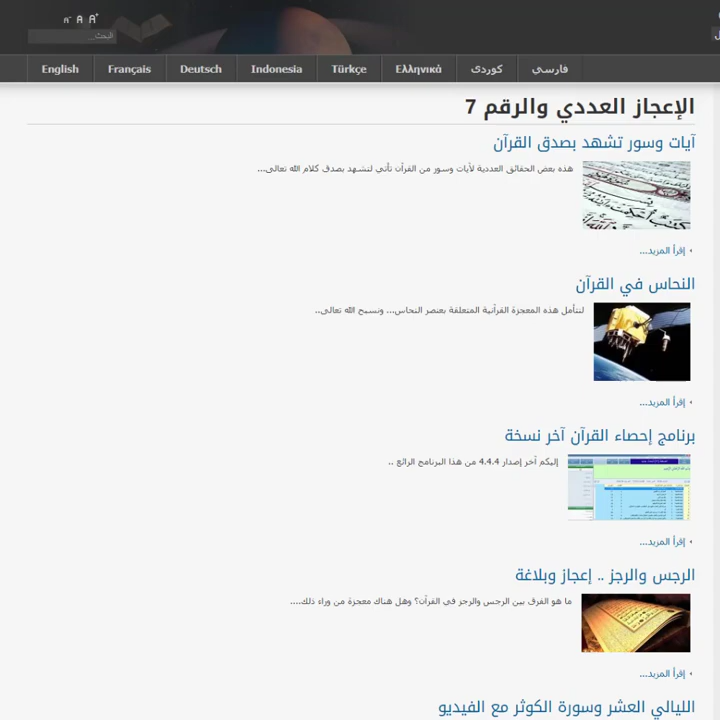 A- A A+
البحث...
English Français Deutsch Indonesia Türkçe Ελληνικά كوردی فارسي
الإعجاز العددي والرقم 7
آيات وسور تشهد بصدق القرآن
هذه بعض الحقائق العددية لآيات وسور من القرآن تأتي لتشهد بصدق كلام الله تعالى...
إقرأ المزيد...
النحاس في القرآن
لنتأمل هذه المعجزة القرآنية المتعلقة بعنصر النحاس... ونسبح الله تعالى..
إقرأ المزيد...
برنامج إحصاء القرآن آخر نسخة
إليكم آخر إصدار 4.4.4 من هذا البرنامج الرائع ..
إقرأ المزيد...
الرجس والرجز .. إعجاز وبلاغة
ما هو الفرق بين الرجس والرجز في القرآن؟ وهل هناك معجزة من وراء ذلك....
إقرأ المزيد...
الليالي العشر وسورة الكوثر مع الفيديو